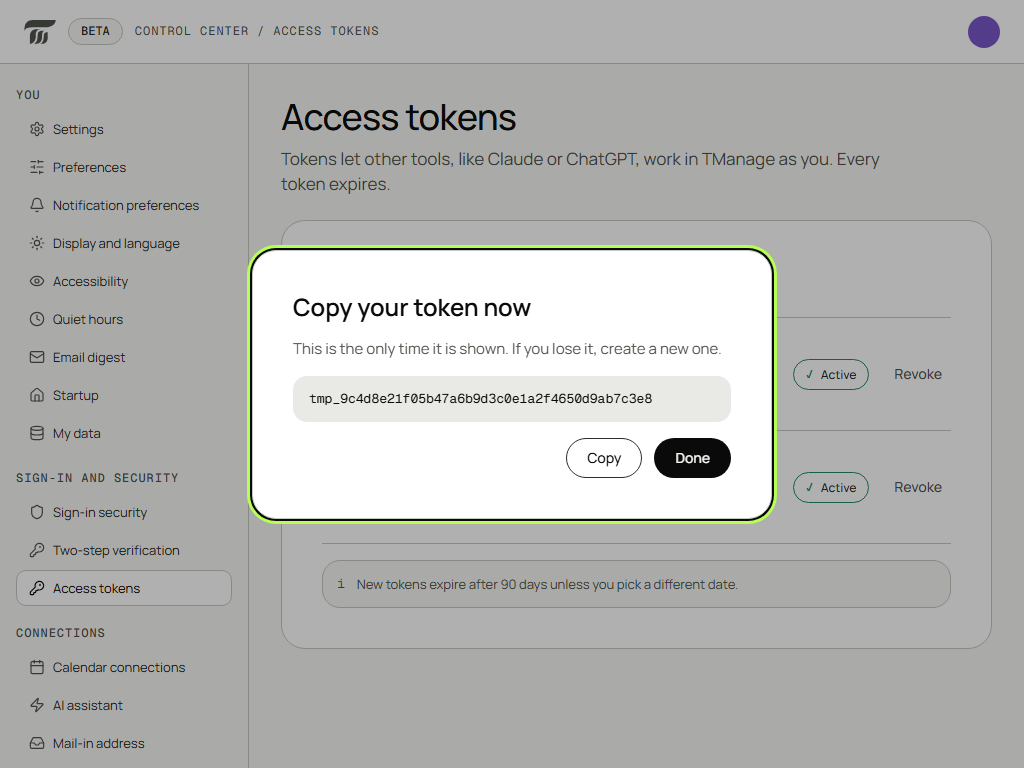 BETA
CONTROL CENTER / ACCESS TOKENS
YOU
Settings
Preferences
Notification preferences
Display and language
Accessibility
Quiet hours
Email digest
Startup
My data
SIGN-IN AND SECURITY
Sign-in security
Two-step verification
Access tokens
CONNECTIONS
Calendar connections
AI assistant
Mail-in address
Access tokens
Tokens let other tools, like Claude or ChatGPT, work in TManage as you. Every
token expires.
Copy your token now
This is the only time it is shown. If you lose it, create a new one.
tmp_9c4d8e21f05b47a6b9d3c0e1a2f4650d9ab7c3e8
Copy
Done
✓ Active
Revoke
✓ Active
Revoke
i New tokens expire after 90 days unless you pick a different date.